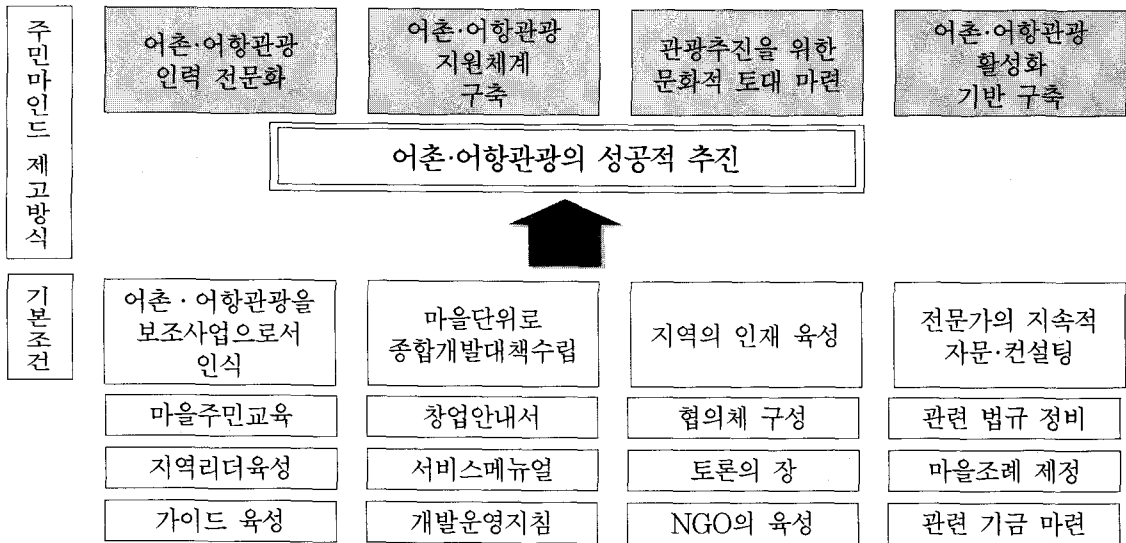 주민마인드 제고방식
어촌·어항관광
인력 전문화
어촌·어항관광
지원체계
구축
관광추진을 위한
문화적 토대 마련
어촌·어항관광
활성화
기반 구축
어촌·어항관광의 성공적 추진
기본조건
어촌·어항관광을
보조사업으로서
인식
마을단위로
종합개발대책수립
지역의 인재 육성
전문가의 지속적
자문·컨설팅
마을주민교육
창업안내서
협의체 구성
관련 법규 정비
지역리더육성
서비스메뉴얼
토론의 장
마을조례 제정
가이드 육성
개발운영지침
NGO의 육성
관련 기금 마련